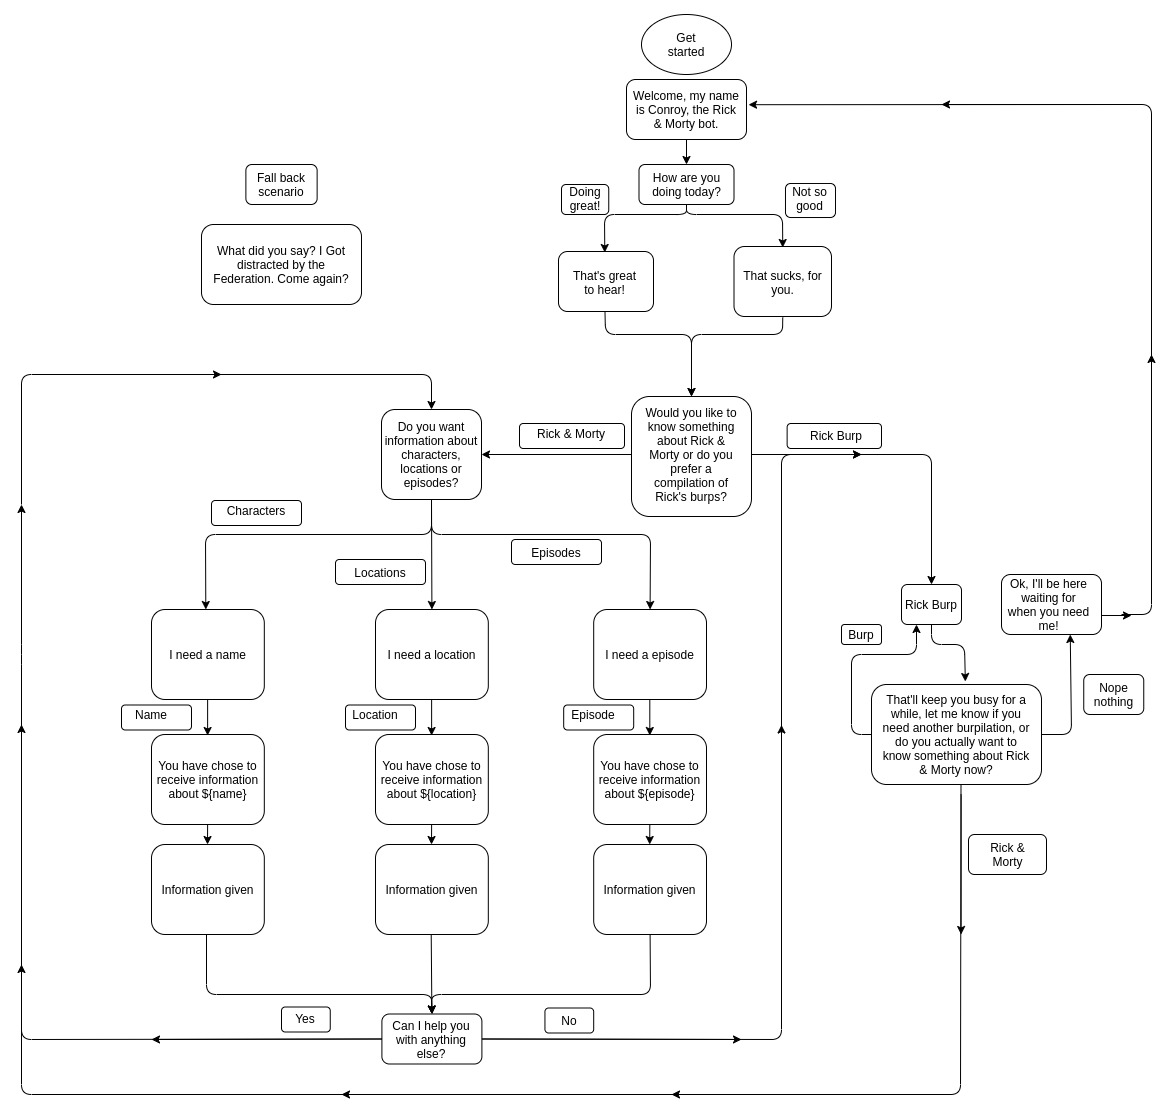 Get
started
Welcome, my name
is Conroy, the Rick
& Morty bot.
Fall back
scenario
How are you
doing today?
Doing
great!
Not so
good
What did you say? I Got
distracted by the
Federation. Come again?
That's great
to hear!
That sucks, for
you.
Do you want
information about
characters,
locations or
episodes?
Rick & Morty
Would you like to
know something
about Rick &
Morty or do you
prefer a
compilation of
Rick's burps?
Rick Burp
Characters
Locations
Episodes
Rick Burp
Ok, I'll be here
waiting for
when you need
me!
I need a name
I need a location
I need a episode
Burp
Nope
nothing
Name
Location
Episode
That'll keep you busy for a
while, let me know if you
need another burpilation, or
do you actually want to
know something about Rick
& Morty now?
You have chose to
receive information
about ${name}
You have chose to
receive information
about ${location}
You have chose to
receive information
about ${episode}
Rick &
Morty
Information given
Information given
Information given
Yes
No
Can I help you
with anything
else?